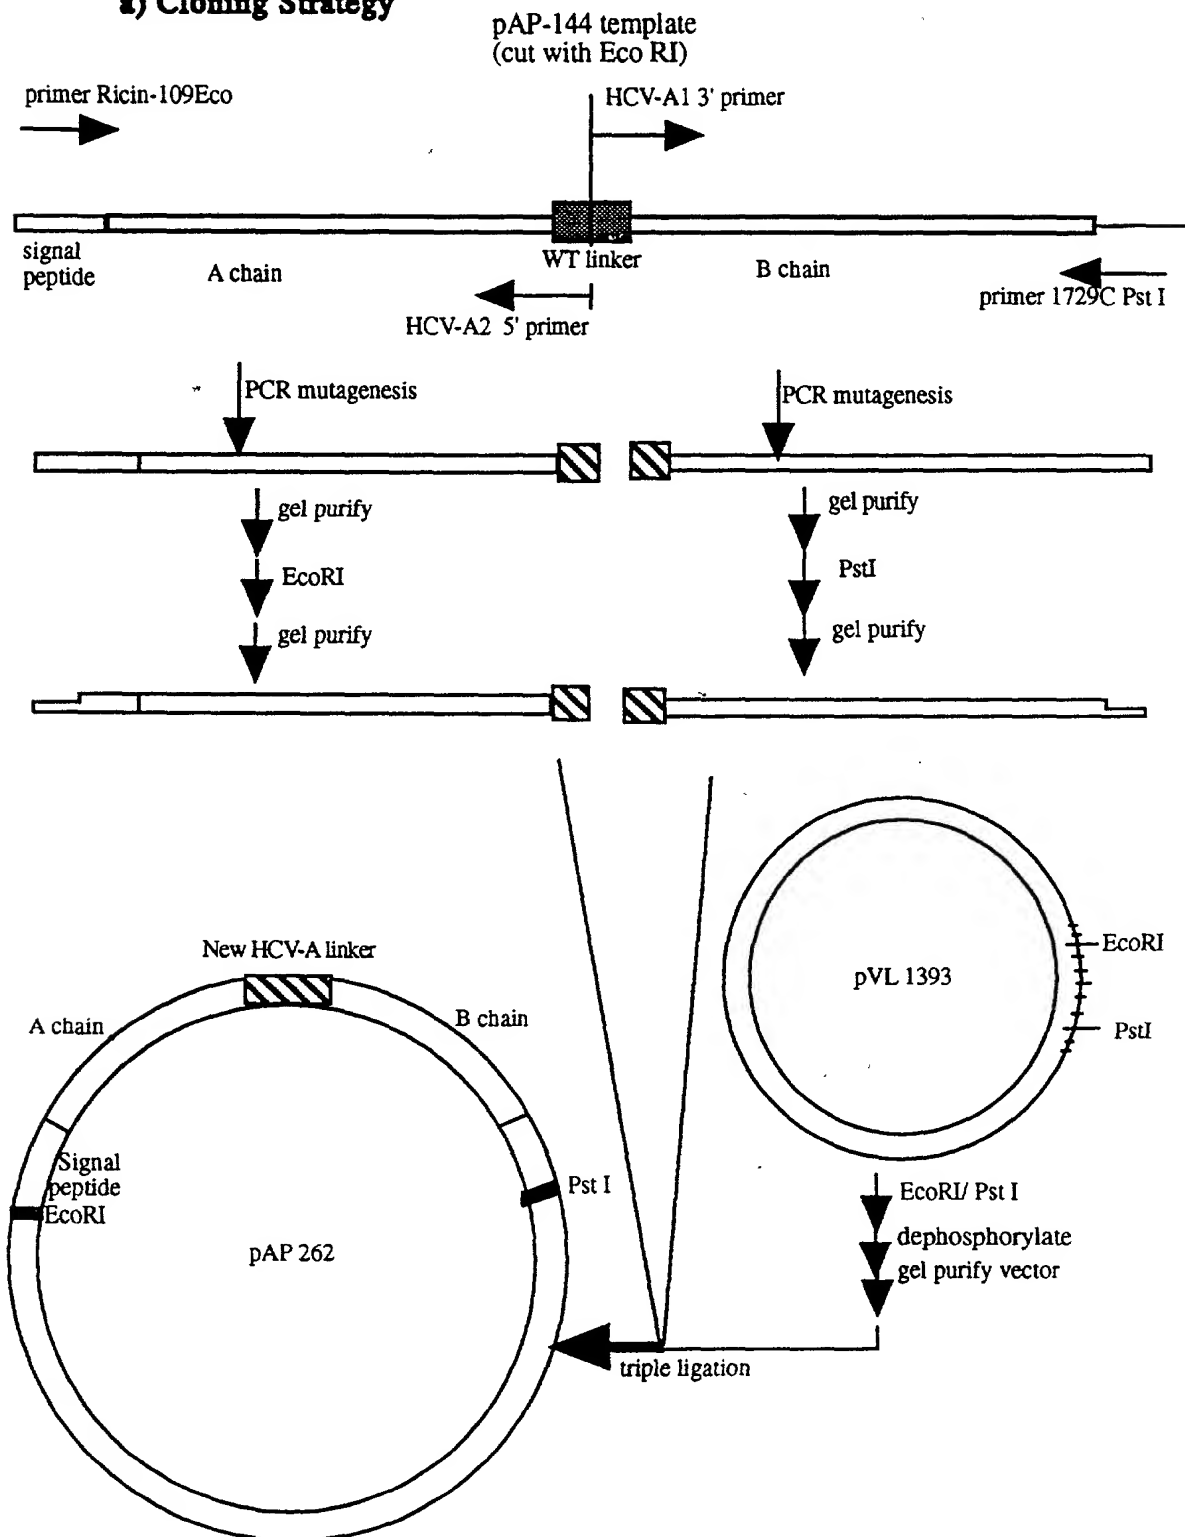 a) Cloning Strategy
pAP-144 template
(cut with Eco RI)
primer Ricin-109Eco
HCV-A1 3' primer
signal
peptide
A chain
WT linker
B chain
primer 1729C Pst I
HCV-A2 5' primer
PCR mutagenesis
PCR mutagenesis
gel purify
gel purify
EcoRI
PstI
gel purify
gel purify
New HCV-A linker
A chain
B chain
EcoRI
pVL 1393
PstI
Signal
peptide
EcoRI
Pst I
pAP 262
EcoRI/ Pst I
dephosphorylate
gel purify vector
triple ligation